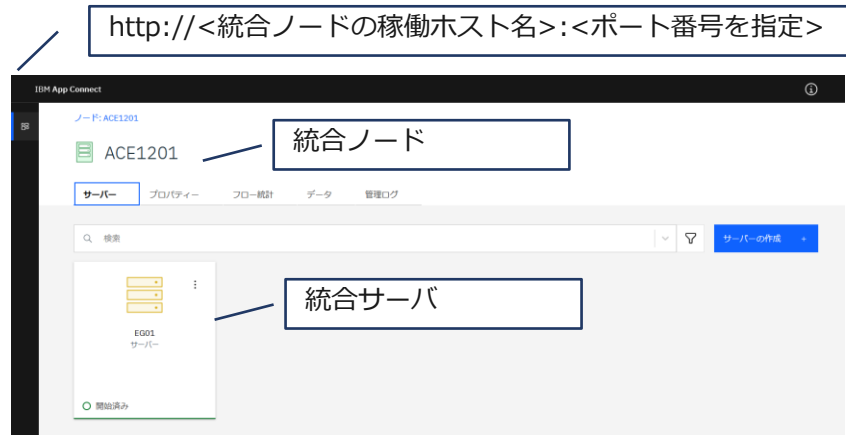 http://<統合ノードの稼働ホスト名>:<ポート番号を指定>
IBM App Connect
ノード: ACE1201
ACE1201
統合ノード
サーバー プロパティー フロー統計 データ 管理ログ
検索
サーバーの作成 +
統合サーバ
EG01
サーバー
開始済み